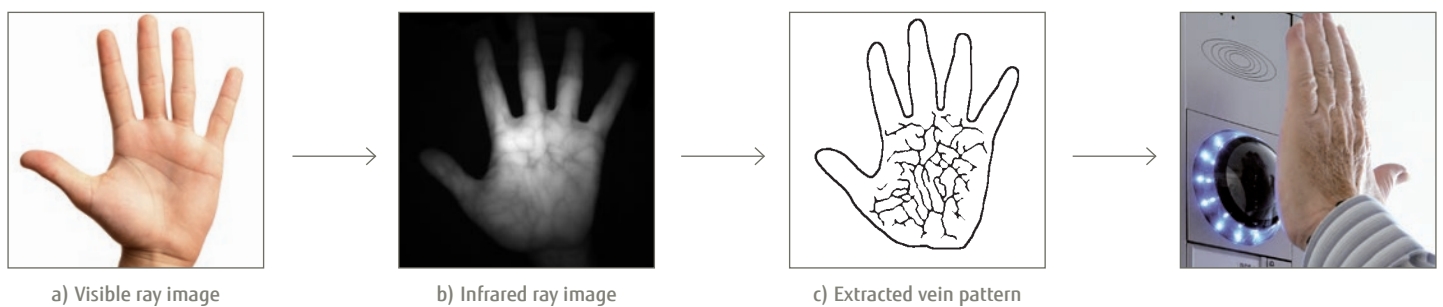 a) Visible ray image
b) Infrared ray image
c) Extracted vein pattern